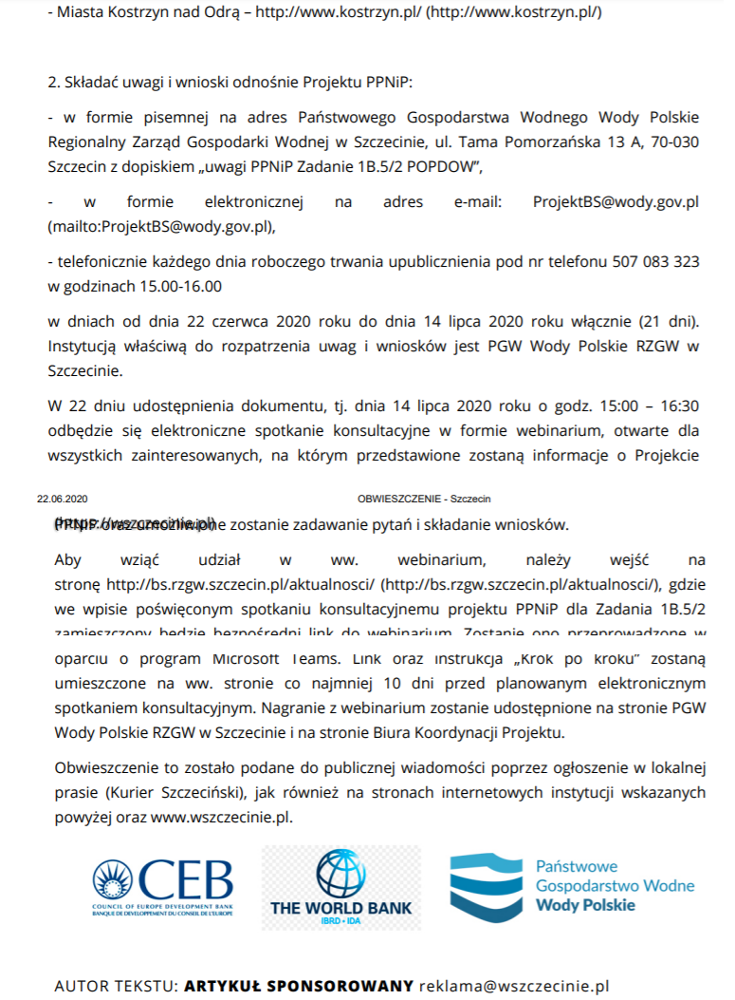 - Miasta Kostrzyn nad Odrą – http://www.kostrzyn.pl/ (http://www.kostrzyn.pl/)
2. Składać uwagi i wnioski odnośnie Projektu PPNiP:
- w formie pisemnej na adres Państwowego Gospodarstwa Wodnego Wody Polskie
Regionalny Zarząd Gospodarki Wodnej w Szczecinie, ul. Tama Pomorzańska 13 A, 70-030
Szczecin z dopiskiem „uwagi PPNiP Zadanie 1B.5/2 POPDOW”,
- w formie elektronicznej na adres e-mail: ProjektBS@wody.gov.pl
(mailto:ProjektBS@wody.gov.pl),
- telefonicznie każdego dnia roboczego trwania upublicznienia pod nr telefonu 507 083 323
w godzinach 15.00-16.00
w dniach od dnia 22 czerwca 2020 roku do dnia 14 lipca 2020 roku włącznie (21 dni).
Instytucją właściwą do rozpatrzenia uwag i wniosków jest PGW Wody Polskie RZGW w
Szczecinie.
W 22 dniu udostępnienia dokumentu, tj. dnia 14 lipca 2020 roku o godz. 15:00 – 16:30
odbędzie się elektroniczne spotkanie konsultacyjne w formie webinarium, otwarte dla
wszystkich zainteresowanych, na którym przedstawione zostaną informacje o Projekcie
22.06.2020 OBWIESZCZENIE - Szczecin
(https://wszczecinie.pl)
PPNiP oraz umożliwione zostanie zadawanie pytań i składanie wniosków.
Aby wziąć udział w ww. webinarium, należy wejść na
stronę http://bs.rzgw.szczecin.pl/aktualnosci/ (http://bs.rzgw.szczecin.pl/aktualnosci/), gdzie
we wpisie poświęconym spotkaniu konsultacyjnemu projektu PPNiP dla Zadania 1B.5/2
zamieszczony będzie bezpośredni link do webinarium. Zostanie ono przeprowadzone w
oparciu o program Microsoft Teams. Link oraz instrukcja „Krok po kroku” zostaną
umieszczone na ww. stronie co najmniej 10 dni przed planowanym elektronicznym
spotkaniem konsultacyjnym. Nagranie z webinarium zostanie udostępnione na stronie PGW
Wody Polskie RZGW w Szczecinie i na stronie Biura Koordynacji Projektu.
Obwieszczenie to zostało podane do publicznej wiadomości poprzez ogłoszenie w lokalnej
prasie (Kurier Szczeciński), jak również na stronach internetowych instytucji wskazanych
powyżej oraz www.wszczecinie.pl.
CEB
COUNCIL OF EUROPE DEVELOPMENT BANK
BANQUE DE DÉVELOPPEMENT DU CONSEIL DE L'EUROPE
THE WORLD BANK
IBRD • IDA
Państwowe
Gospodarstwo Wodne
Wody Polskie
AUTOR TEKSTU: ARTYKUŁ SPONSOROWANY reklama@wszczecinie.pl